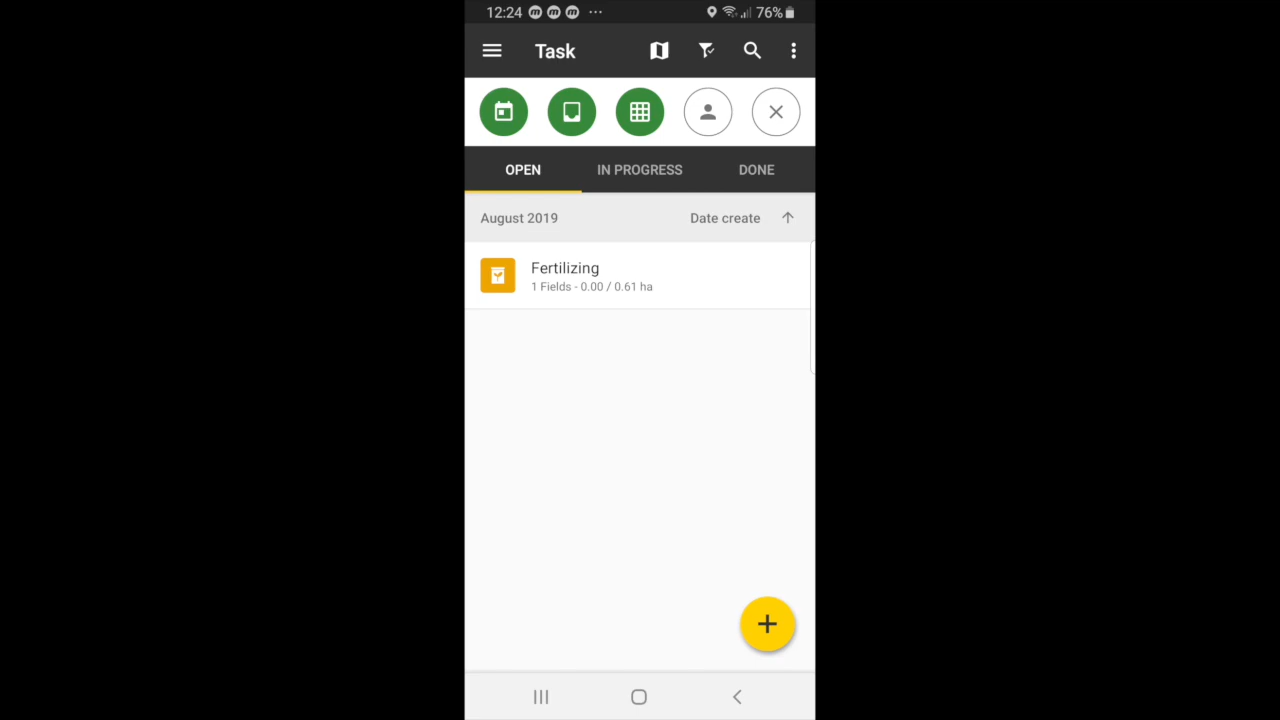 12:24 76%
Task
OPEN IN PROGRESS DONE
August 2019 Date create
Fertilizing
1 Fields - 0.00 / 0.61 ha